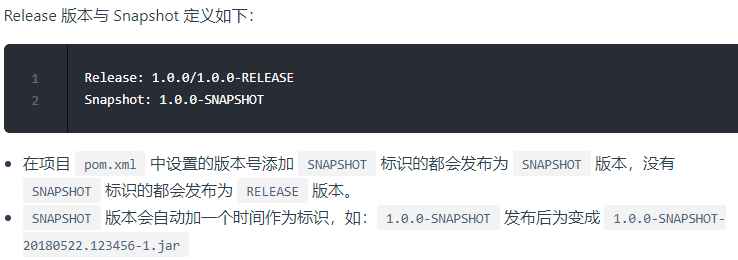 Release 版本与 Snapshot 定义如下：
1 Release: 1.0.0/1.0.0-RELEASE
2 Snapshot: 1.0.0-SNAPSHOT
在项目 pom.xml 中设置的版本号添加 SNAPSHOT 标识的都会发布为 SNAPSHOT 版本，没有
SNAPSHOT 标识的都会发布为 RELEASE 版本。
SNAPSHOT 版本会自动加一个时间作为标识，如：1.0.0-SNAPSHOT 发布后为变成 1.0.0-SNAPSHOT-
20180522.123456-1.jar